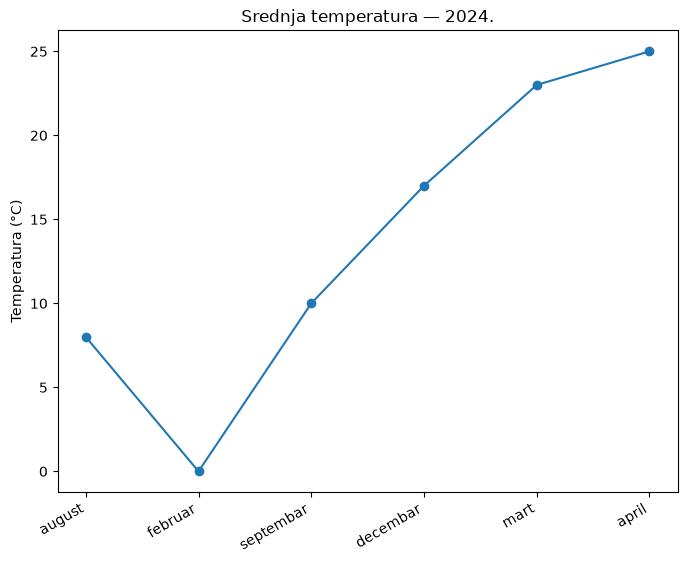 Srednja temperatura — 2024.
Temperatura (°C)
25
20
15
10
5
0
august
februar
septembar
decembar
mart
april